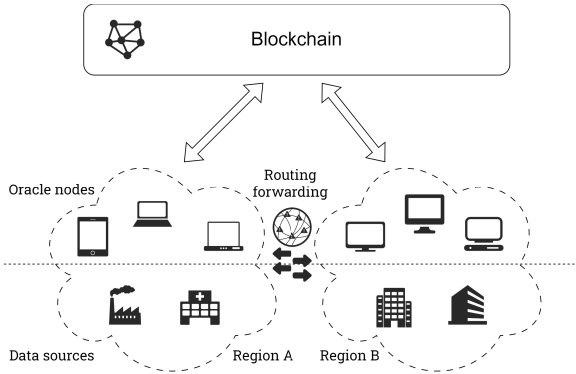 Blockchain
Routing
forwarding
Oracle nodes
Data sources
Region A
Region B